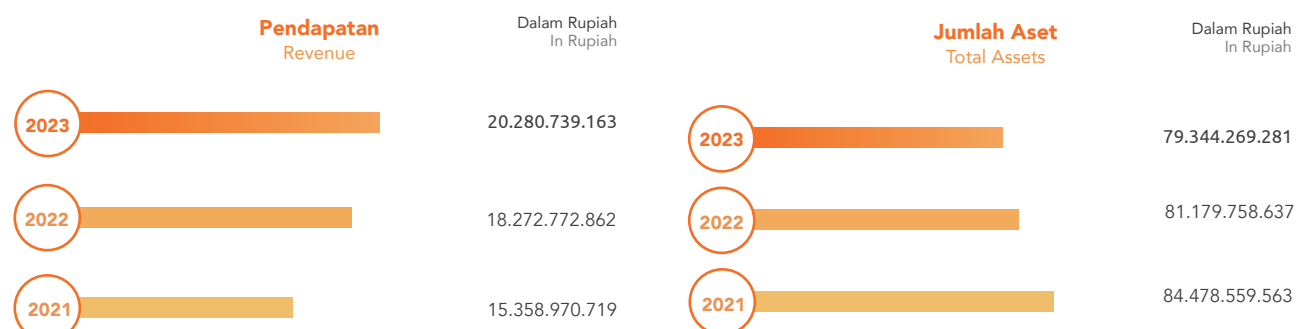 Pendapatan
Revenue
Dalam Rupiah
In Rupiah
2023
20.280.739.163
2022
18.272.772.862
2021
15.358.970.719
Jumlah Aset
Total Assets
Dalam Rupiah
In Rupiah
2023
79.344.269.281
2022
81.179.758.637
2021
84.478.559.563